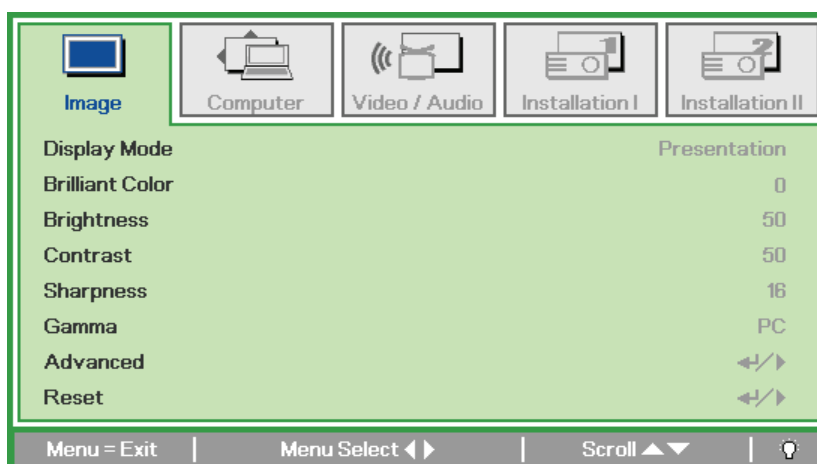 Image Computer Video / Audio Installation I Installation II
Display Mode Presentation
Brilliant Color 0
Brightness 50
Contrast 50
Sharpness 16
Gamma PC
Advanced
Reset
Menu = Exit Menu Select Scroll